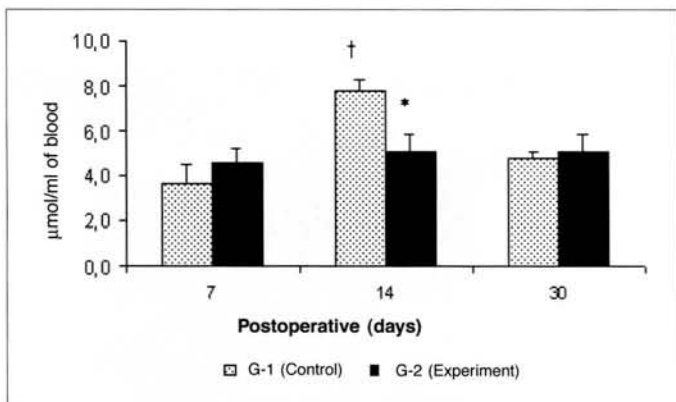 10,0
8,0
6,0
4,0
2,0
0,0
µmol/ml of blood
†
*
7 14 30
Postoperative (days)
G-1 (Control) G-2 (Experiment)